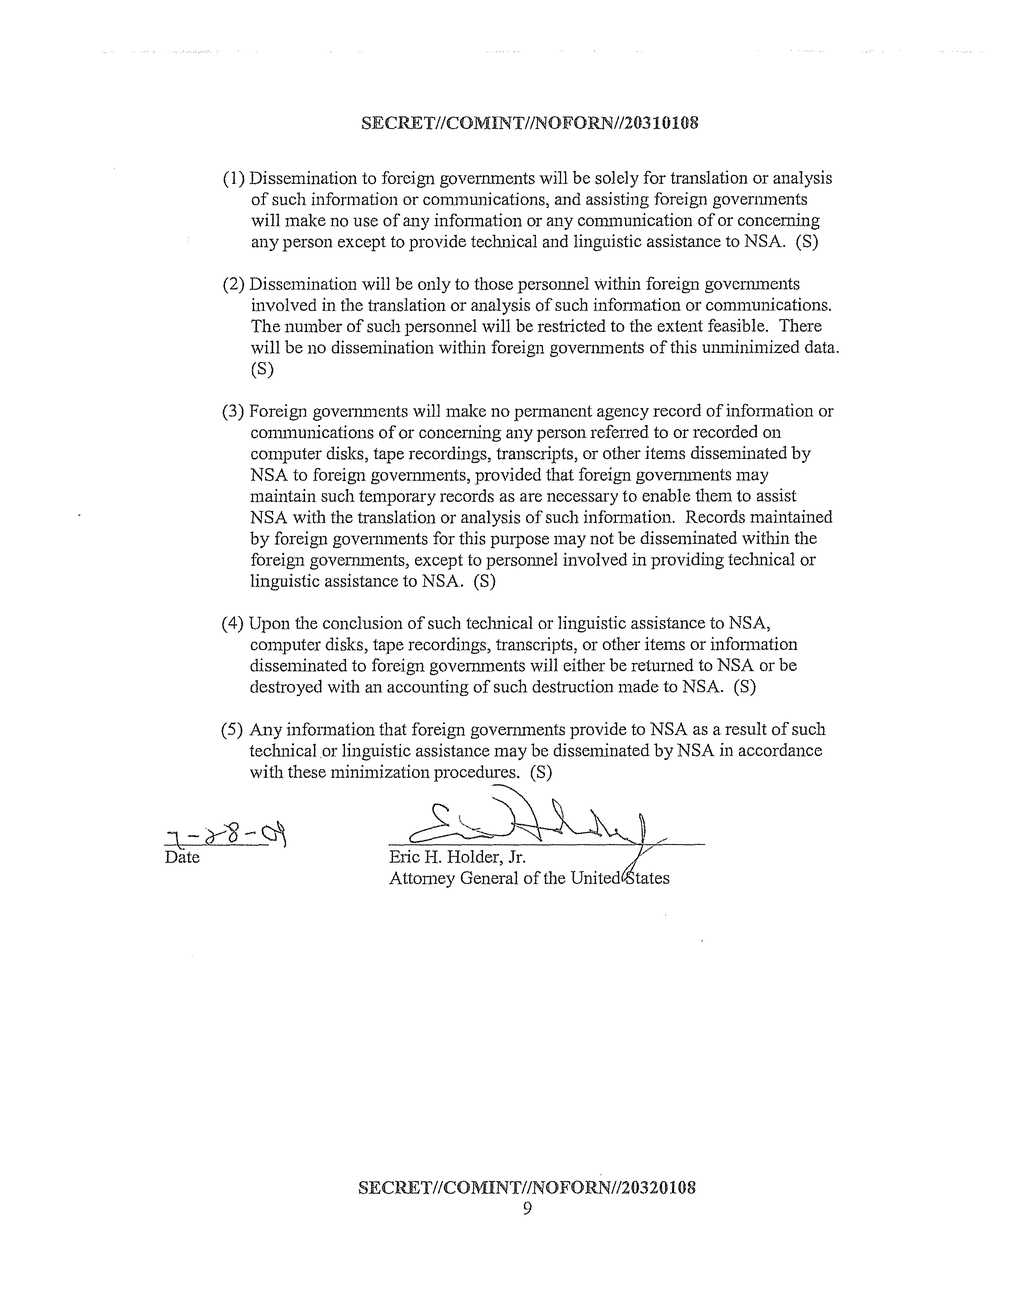 SECRET//COMINT//NOFORN//20310108
(1) Dissemination to foreign governments will be solely for translation or analysis
of such information or communications, and assisting foreign governments
will make no use of any information or any communication of or concerning
any person except to provide technical and linguistic assistance to NSA. (S)
(2) Dissemination will be only to those personnel within foreign governments
involved in the translation or analysis of such information or communications.
The number of such personnel will be restricted to the extent feasible. There
will be no dissemination within foreign governments of this unminimized data.
(S)
(3) Foreign governments will make no permanent agency record of information or
communications of or concerning any person referred to or recorded on
computer disks, tape recordings, transcripts, or other items disseminated by
NSA to foreign governments, provided that foreign governments may
maintain such temporary records as are necessary to enable them to assist
NSA with the translation or analysis of such information. Records maintained
by foreign governments for this purpose may not be disseminated within the
foreign governments, except to personnel involved in providing technical or
linguistic assistance to NSA. (S)
(4) Upon the conclusion of such technical or linguistic assistance to NSA,
computer disks, tape recordings, transcripts, or other items or information
disseminated to foreign governments will either be returned to NSA or be
destroyed with an accounting of such destruction made to NSA. (S)
(5) Any information that foreign governments provide to NSA as a result of such
technical or linguistic assistance may be disseminated by NSA in accordance
with these minimization procedures. (S)
7-28-09 Eric Holder
Date
Eric H. Holder, Jr.
Attorney General of the United States
SECRET//COMINT//NOFORN//20320108
9